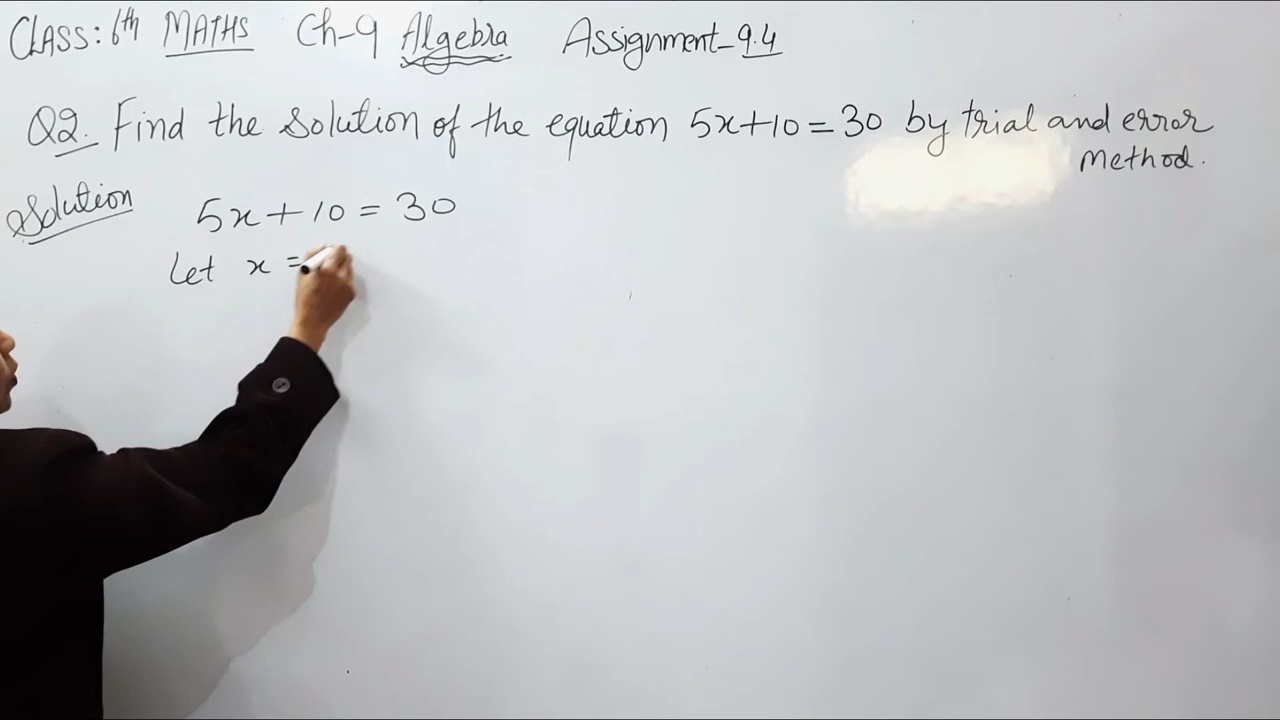 CLASS: 6th MATHS Ch-9 Algebra Assignment-9.4
Q2. Find the solution of the equation 5x+10=30 by trial and error
Method.
Solution 5x+10=30
Let x =